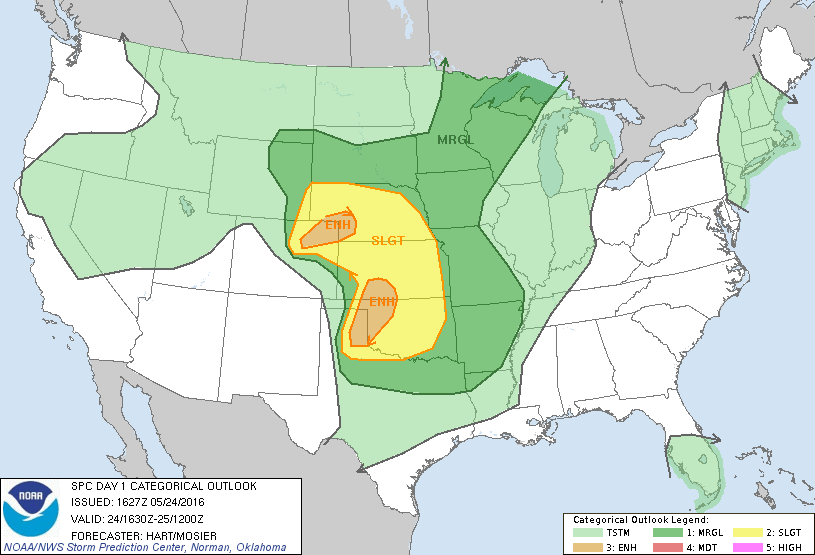 MRGL
ENH
SLGT
ENH
NOAA
SPC DAY 1 CATEGORICAL OUTLOOK
ISSUED: 1627Z 05/24/2016
VALID: 24/1630Z-25/1200Z
FORECASTER: HART/MOSIER
NOAA/NWS Storm Prediction Center, Norman, Oklahoma
Categorical Outlook Legend:
TSTM 1: MRGL 2: SLGT
3: ENH 4: MDT 5: HIGH